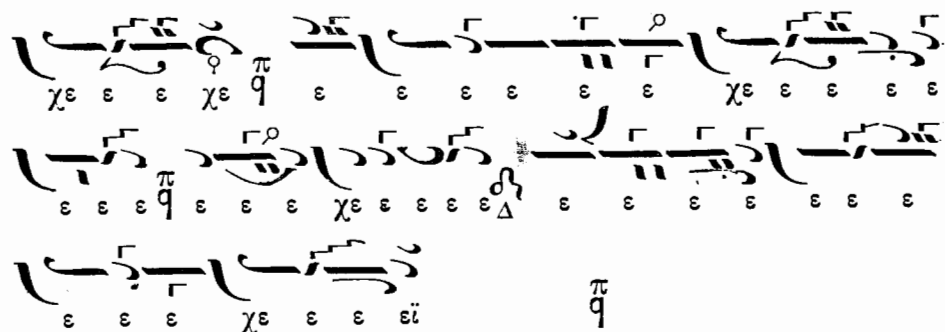 χε ε ε χε π q ε ε ε ε ε ε χε ε ε ε
ε ε ε π q ε ε ε χε ε ε ε ε Δ ε ε ε ε ε ε ε
ε ε ε χε ε ε εϊ π q